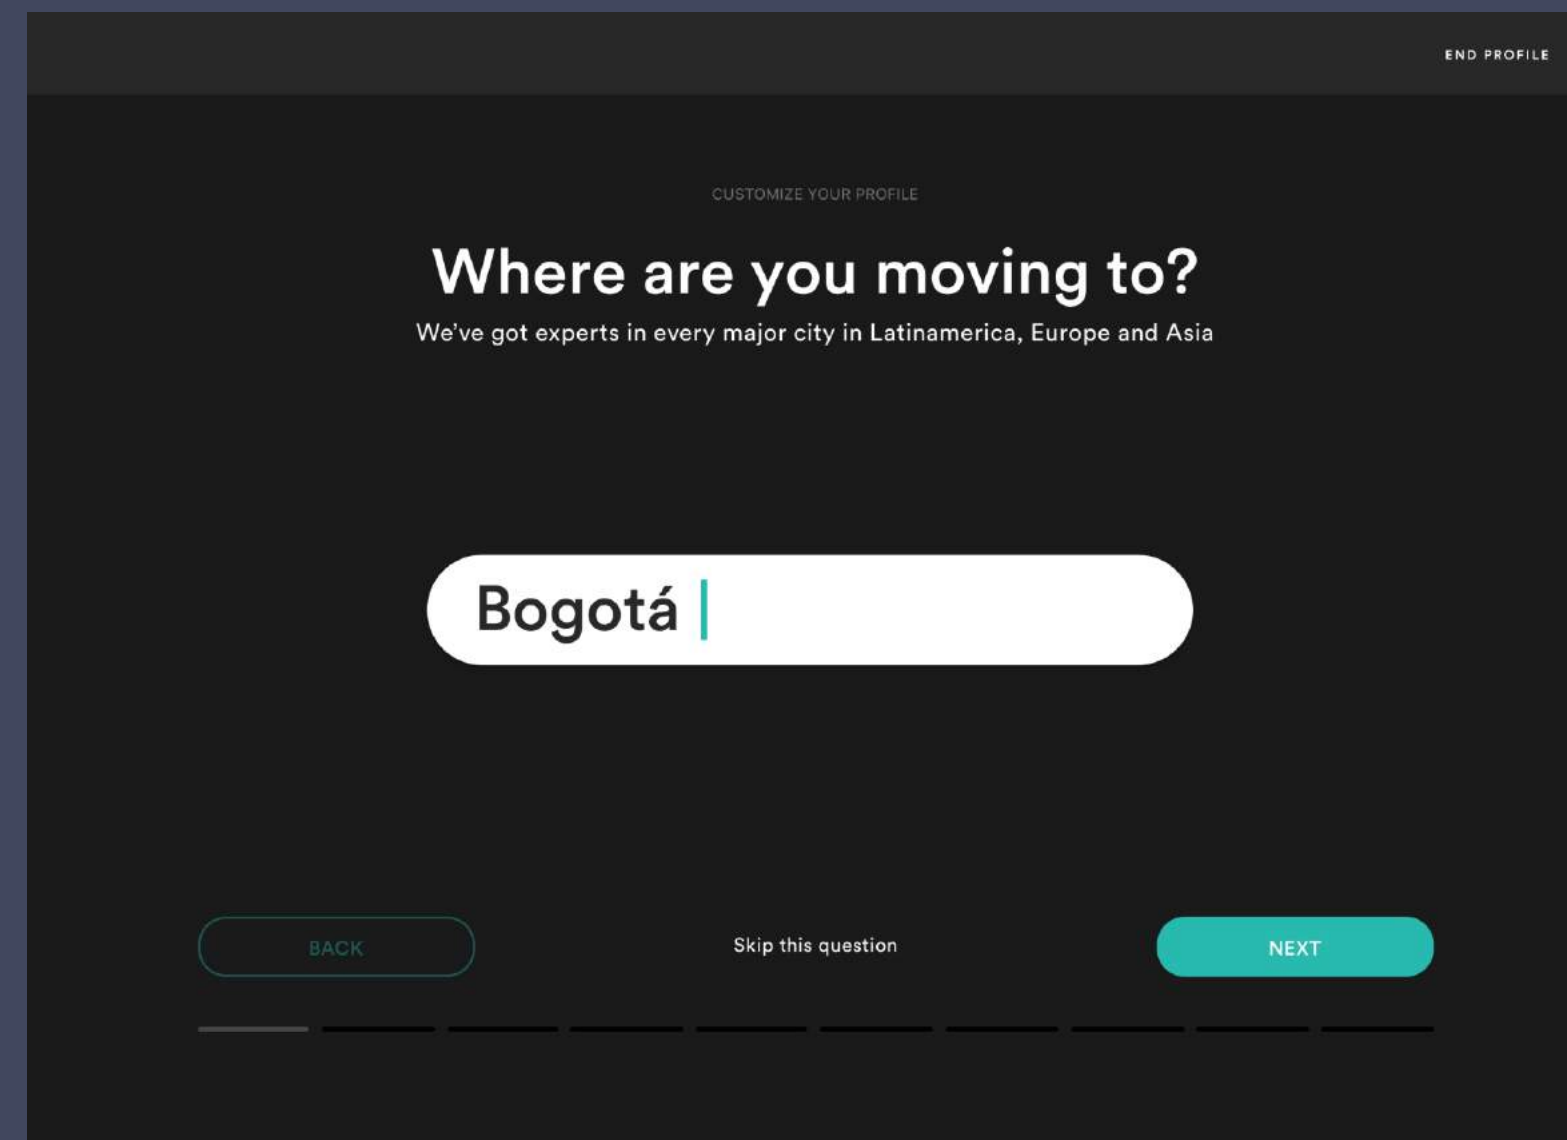 END PROFILE
CUSTOMIZE YOUR PROFILE
Where are you moving to?
We've got experts in every major city in Latinamerica, Europe and Asia
Bogotá
BACK
Skip this question
NEXT